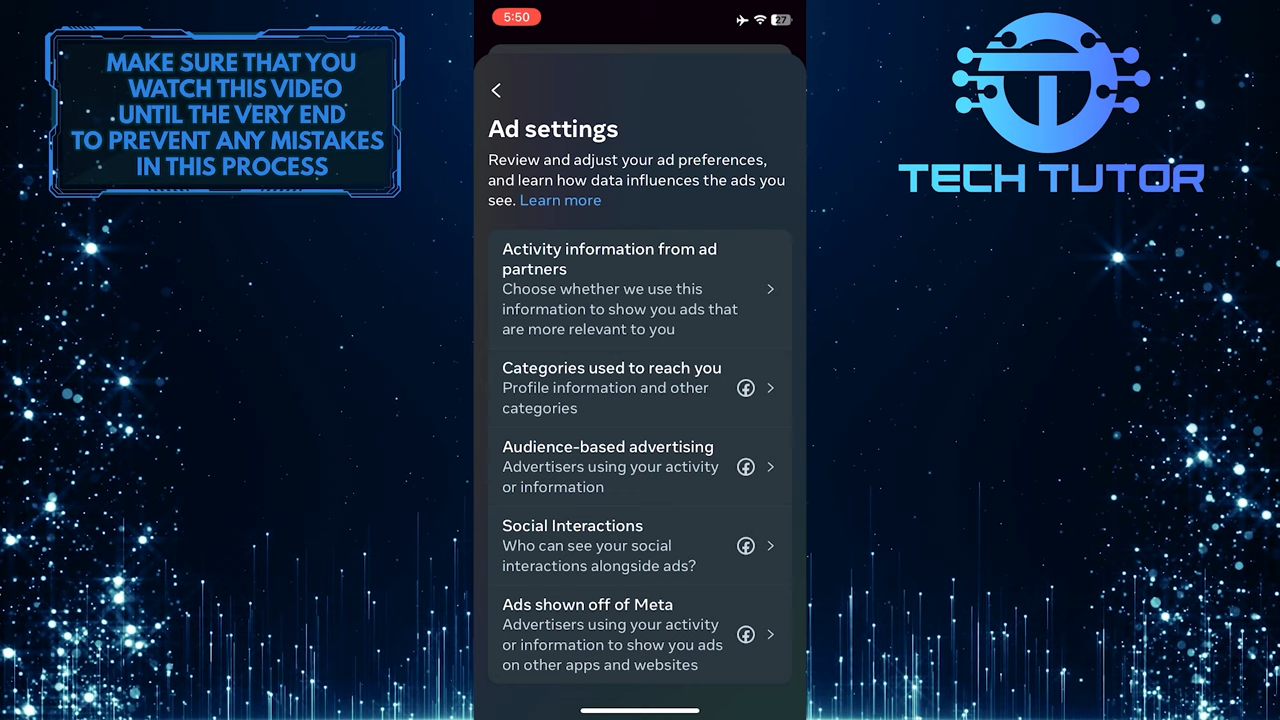 MAKE SURE THAT YOU
WATCH THIS VIDEO
UNTIL THE VERY END
TO PREVENT ANY MISTAKES
IN THIS PROCESS
5:50
27
Ad settings
Review and adjust your ad preferences,
and learn how data influences the ads you
see. Learn more
Activity information from ad
partners
Choose whether we use this
information to show you ads that
are more relevant to you
Categories used to reach you
Profile information and other
categories
Audience-based advertising
Advertisers using your activity
or information
Social Interactions
Who can see your social
interactions alongside ads?
Ads shown off of Meta
Advertisers using your activity
or information to show you ads
on other apps and websites
TECH TUTOR